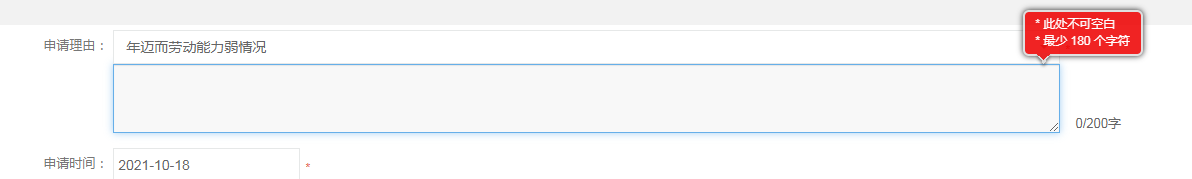 * 此处不可空白
* 最少 180 个字符
申请理由： 年迈而劳动能力弱情况
0/200字
申请时间： 2021-10-18 *